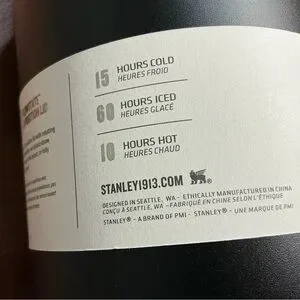 15 HOURS COLD
HEURES FROID
60 HOURS ICED
HEURES GLACÉ
10 HOURS HOT
HEURES CHAUD
STANLEY1913.COM
DESIGNED IN SEATTLE, WA - ETHICALLY MANUFACTURED IN CHINA
CONÇU À SEATTLE, WA - FABRIQUÉ EN CHINE SELON L'ÉTHIQUE
STANLEY® - A BRAND OF PMI - STANLEY® - UNE MARQUE DE PMI